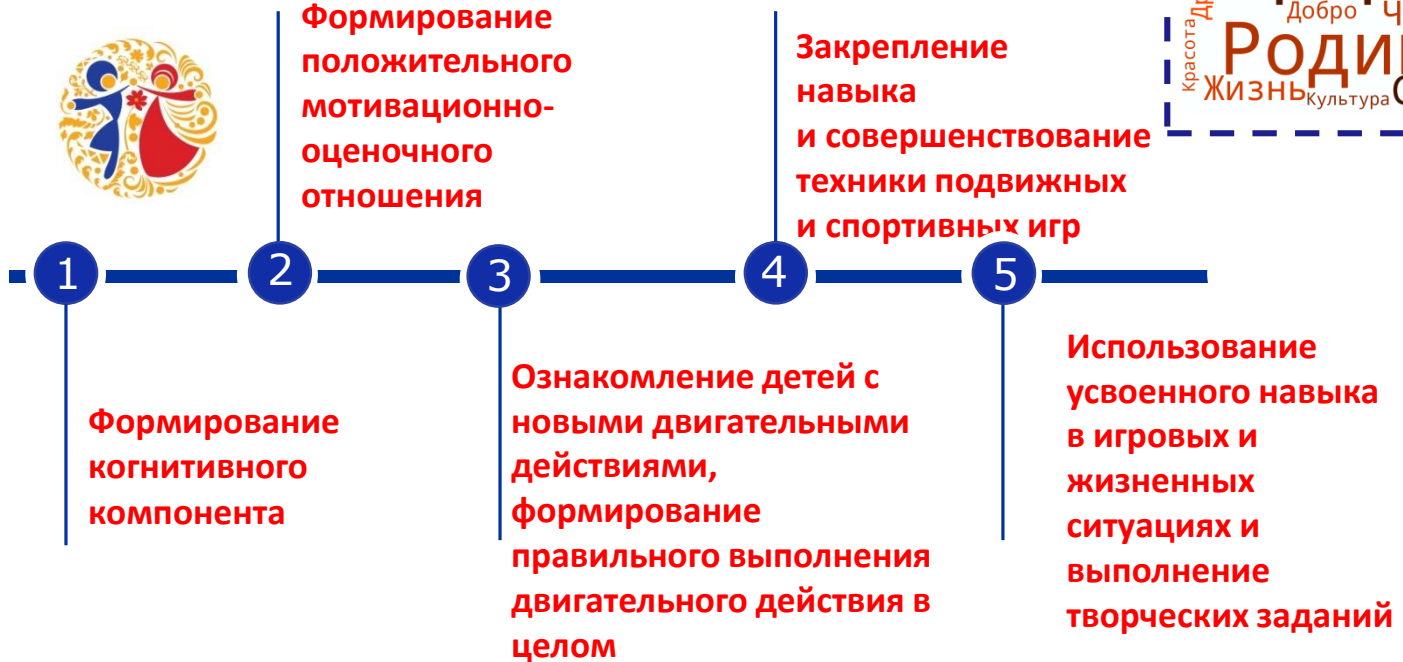 Формирование
положительного
мотивационно-
оценочного
отношения
Закрепление
навыка
и совершенствование
техники подвижных
и спортивных игр
Добро
Красота
Жизнь
Культура
1
2
3
4
5
Формирование
когнитивного
компонента
Ознакомление детей с
новыми двигательными
действиями,
формирование
правильного выполнения
двигательного действия в
целом
Использование
усвоенного навыка
в игровых и
жизненных
ситуациях и
выполнение
творческих заданий